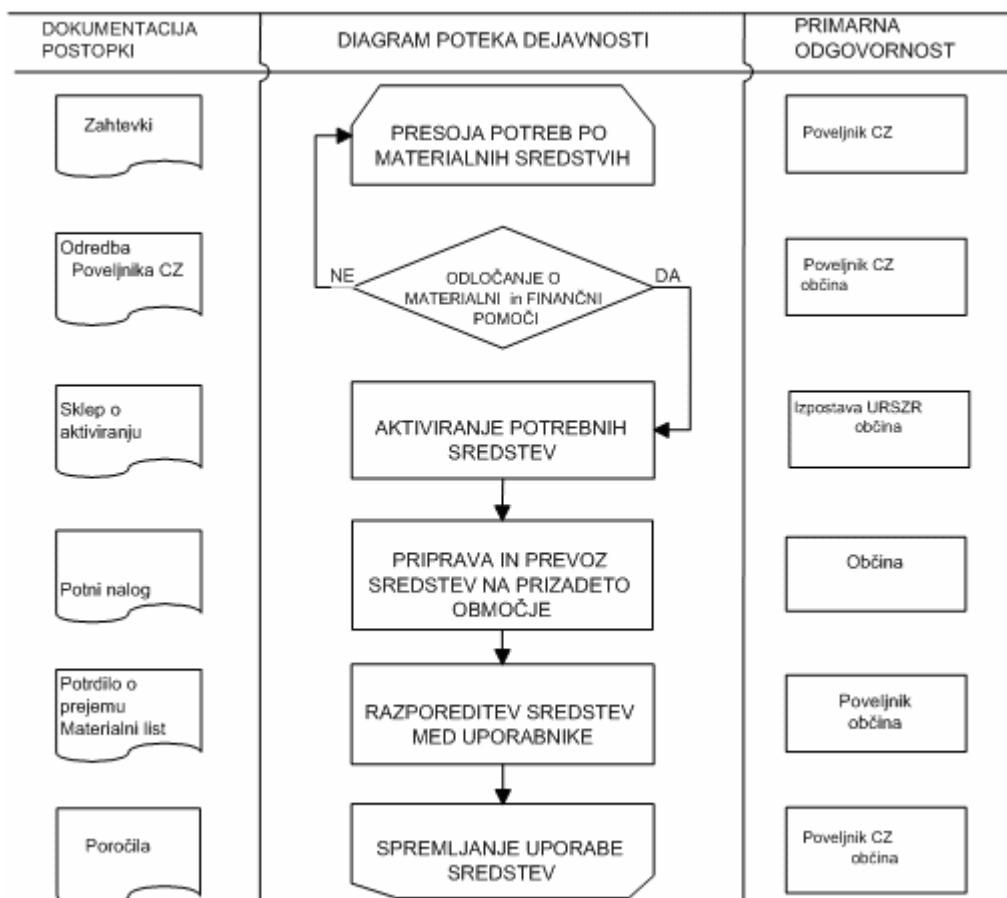 DOKUMENTACIJA
POSTOPKI
DIAGRAM POTEKA DEJAVNOSTI
PRIMARNA
ODGOVORNOST
Zahtevki
PRESOJA POTREB PO
MATERIALNIH SREDSTVIH
Poveljnik CZ
Odredba
Poveljnika CZ
NE
ODLOČANJE O
MATERIALNI in FINANČNI
POMOČI
DA
Poveljnik CZ
občina
Sklep o
aktiviranju
AKTIVIRANJE POTREBNIH
SREDSTEV
Izpostava URSZR
občina
Potni nalog
PRIPRAVA IN PREVOZ
SREDSTEV NA PRIZADETO
OBMOČJE
Občina
Potrdilo o
prejemu
Materialni list
RAZPOREDITEV SREDSTEV
MED UPORABNIKE
Poveljnik
občina
Poročila
SPREMLJANJE UPORABE
SREDSTEV
Poveljnik CZ
občina